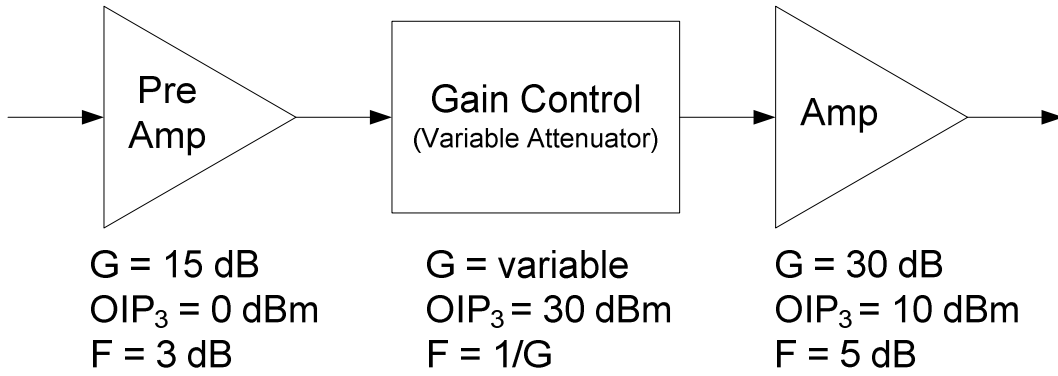 Pre
Amp
Gain Control
(Variable Attenuator)
Amp
G = 15 dB
OIP₃ = 0 dBm
F = 3 dB
G = variable
OIP₃ = 30 dBm
F = 1/G
G = 30 dB
OIP₃ = 10 dBm
F = 5 dB